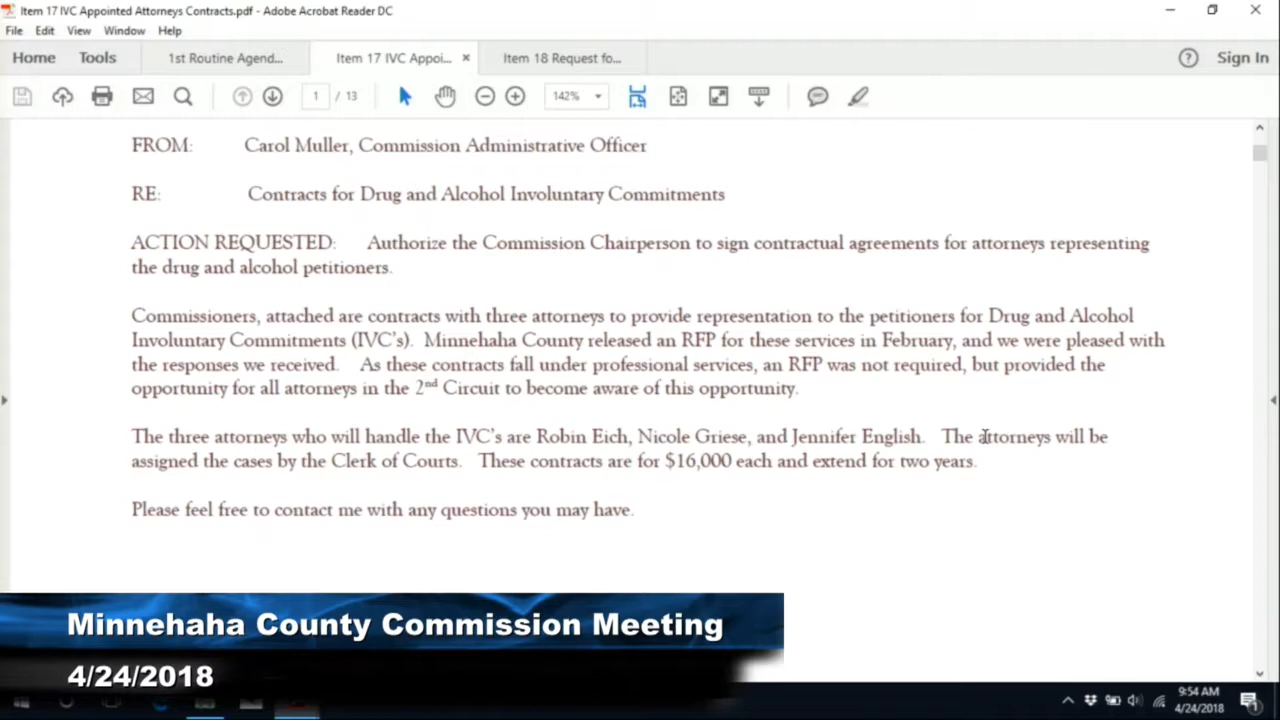 Item 17 IVC Appointed Attorneys Contracts.pdf - Adobe Acrobat Reader DC
File Edit View Window Help
Home Tools 1st Routine Agend... Item 17 IVC Appoi... × Item 18 Request fo... Sign In
1 / 13 142%
FROM: Carol Muller, Commission Administrative Officer
RE: Contracts for Drug and Alcohol Involuntary Commitments
ACTION REQUESTED: Authorize the Commission Chairperson to sign contractual agreements for attorneys representing
the drug and alcohol petitioners.
Commissioners, attached are contracts with three attorneys to provide representation to the petitioners for Drug and Alcohol
Involuntary Commitments (IVC's). Minnehaha County released an RFP for these services in February, and we were pleased with
the responses we received. As these contracts fall under professional services, an RFP was not required, but provided the
opportunity for all attorneys in the 2nd Circuit to become aware of this opportunity.
The three attorneys who will handle the IVC's are Robin Eich, Nicole Griese, and Jennifer English. The attorneys will be
assigned the cases by the Clerk of Courts. These contracts are for $16,000 each and extend for two years.
Please feel free to contact me with any questions you may have.
Minnehaha County Commission Meeting
4/24/2018
9:54 AM
4/24/2018